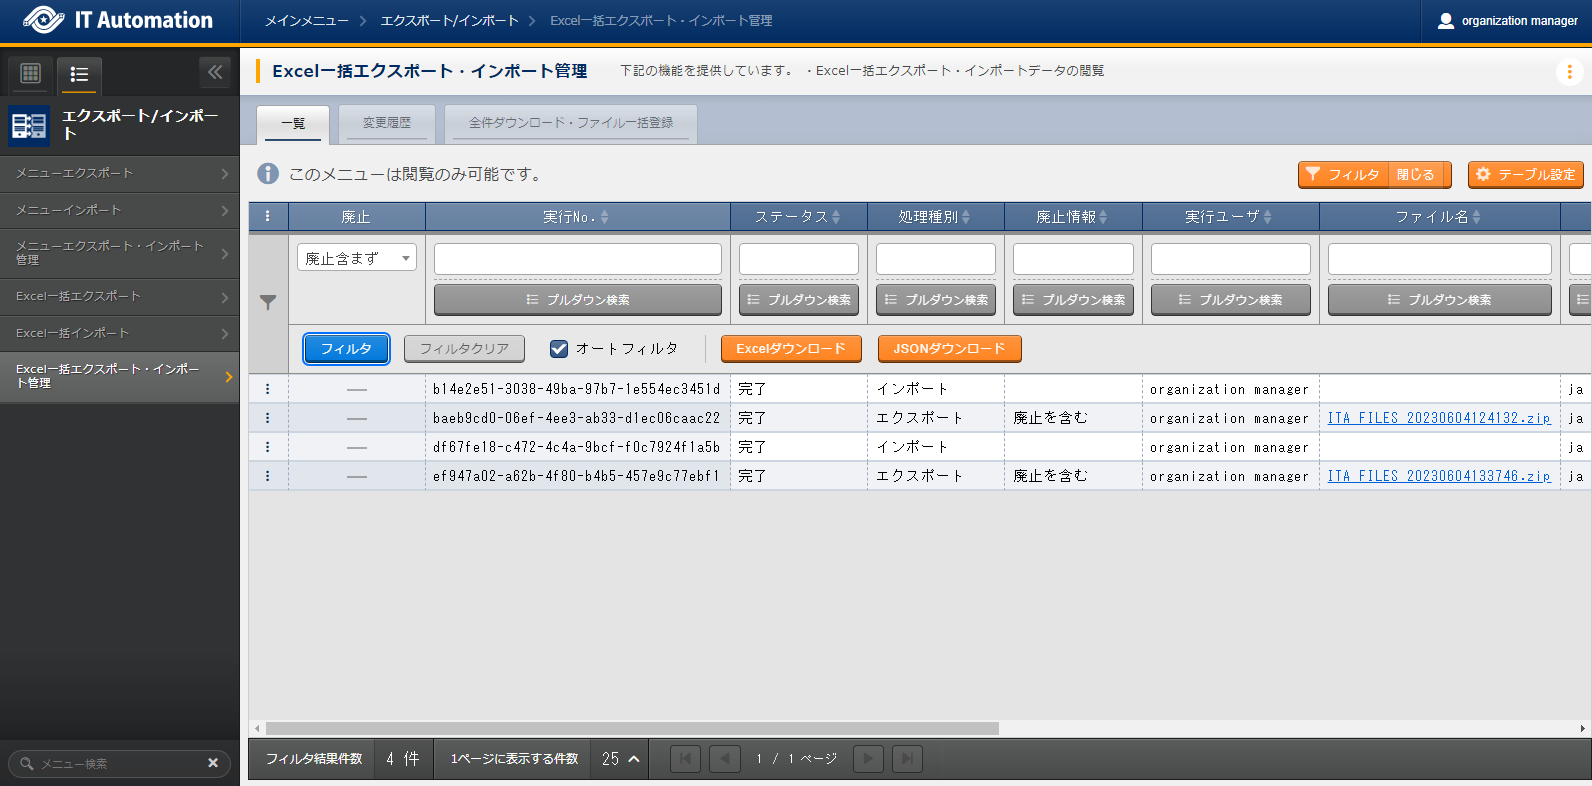 IT Automation
メインメニュー
エクスポート/インポート
Excel一括エクスポート・インポート管理
organization manager
エクスポート/インポー
ト
メニューエクスポート
メニューインポート
メニューエクスポート・インポート
管理
Excel一括エクスポート
Excel一括インポート
Excel一括エクスポート・インポー
ト管理
メニュー検索
Excel一括エクスポート・インポート管理
下記の機能を提供しています。 ・Excel一括エクスポート・インポートデータの閲覧
一覧
変更履歴
全件ダウンロード・ファイル一括登録
このメニューは閲覧のみ可能です。
フィルタ 閉じる
テーブル設定
廃止 実行No. ステータス 処理種別 廃止情報 実行ユーザ ファイル名
廃止含まず
プルダウン検索 プルダウン検索 プルダウン検索 プルダウン検索 プルダウン検索 プルダウン検索
フィルタ フィルタクリア オートフィルタ Excelダウンロード JSONダウンロード
b14e2e51-3038-49ba-97b7-1e554ec3451d 完了 インポート organization manager ja
baeb9cd0-06ef-4ee3-ab33-d1ec06caac22 完了 エクスポート 廃止を含む organization manager ITA_FILES_20230604124132.zip ja
df67fe18-c472-4c4a-9bcf-f0c7924f1a5b 完了 インポート organization manager ja
ef947a02-a62b-4f80-b4b5-457e9c77ebf1 完了 エクスポート 廃止を含む organization manager ITA_FILES_20230604133746.zip ja
フィルタ結果件数 4 件 1ページに表示する件数 25 1 / 1 ページ